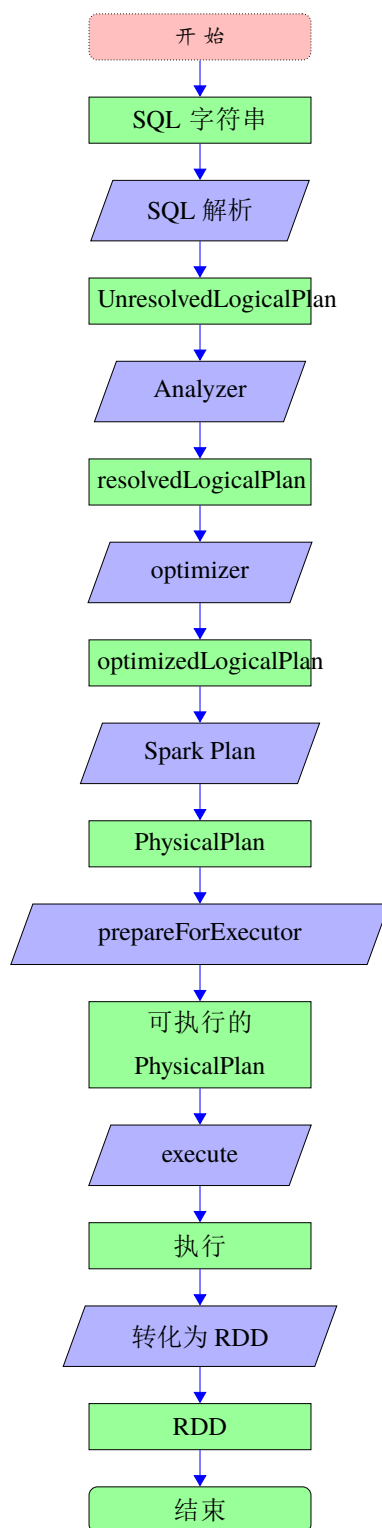 开始
SQL 字符串
SQL 解析
UnresolvedLogicalPlan
Analyzer
resolvedLogicalPlan
optimizer
optimizedLogicalPlan
Spark Plan
PhysicalPlan
prepareForExecutor
可执行的
PhysicalPlan
execute
执行
转化为 RDD
RDD
结束